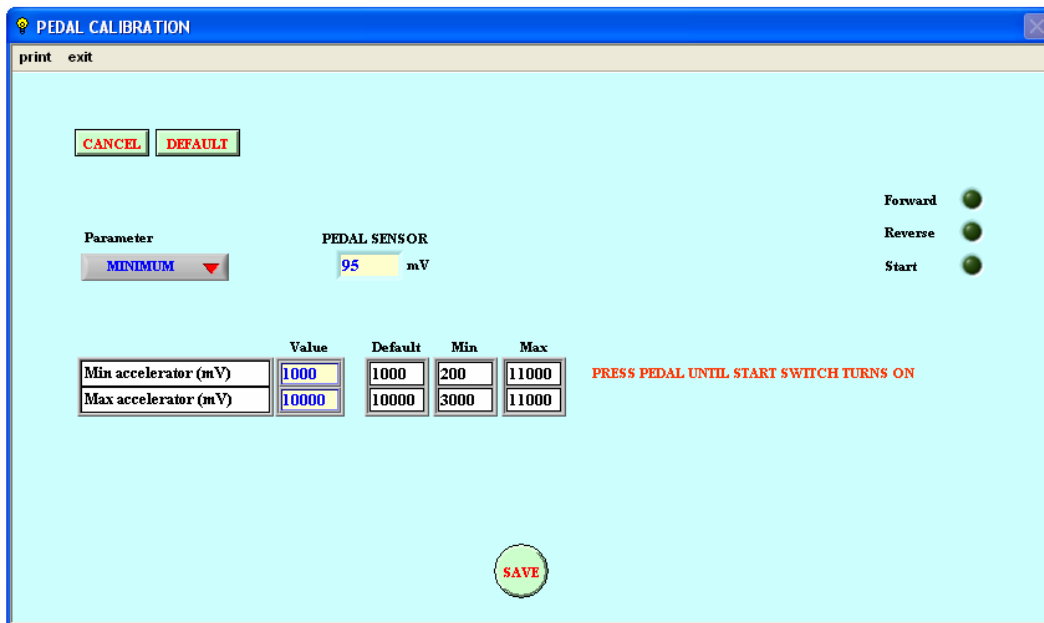 PEDAL CALIBRATION
print exit
CANCEL DEFAULT
Forward
Reverse
Start
Parameter
MINIMUM
PEDAL SENSOR
95 mV
Value Default Min Max
Min accelerator (mV) 1000 1000 200 11000
Max accelerator (mV) 10000 10000 3000 11000
PRESS PEDAL UNTIL START SWITCH TURNS ON
SAVE